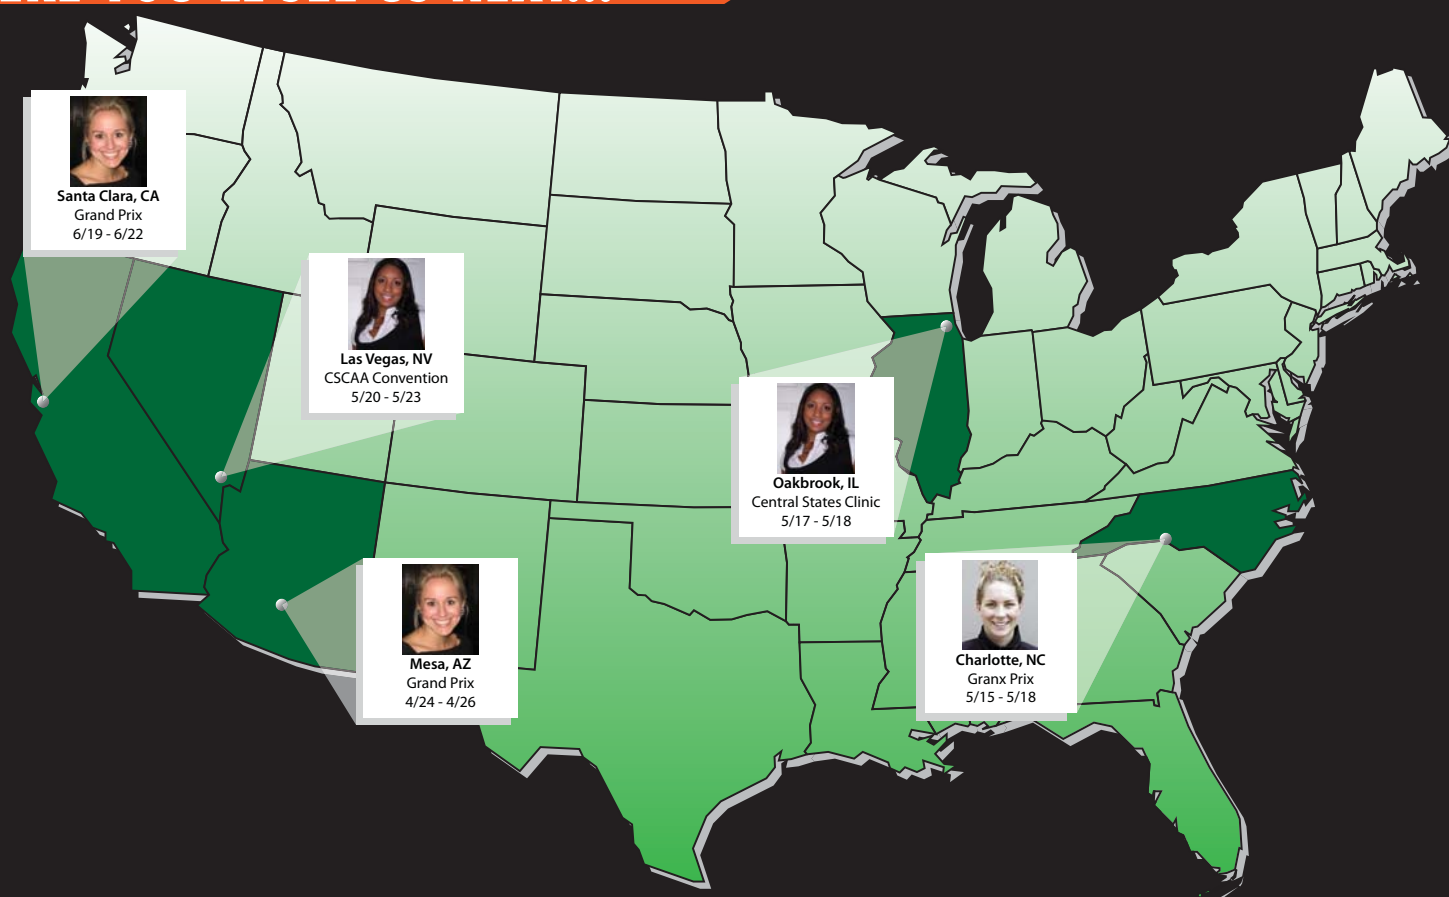 Santa Clara, CA
Grand Prix
6/19 - 6/22
Las Vegas, NV
CSCAA Convention
5/20 - 5/23
Oakbrook, IL
Central States Clinic
5/17 - 5/18
Mesa, AZ
Grand Prix
4/24 - 4/26
Charlotte, NC
Granx Prix
5/15 - 5/18